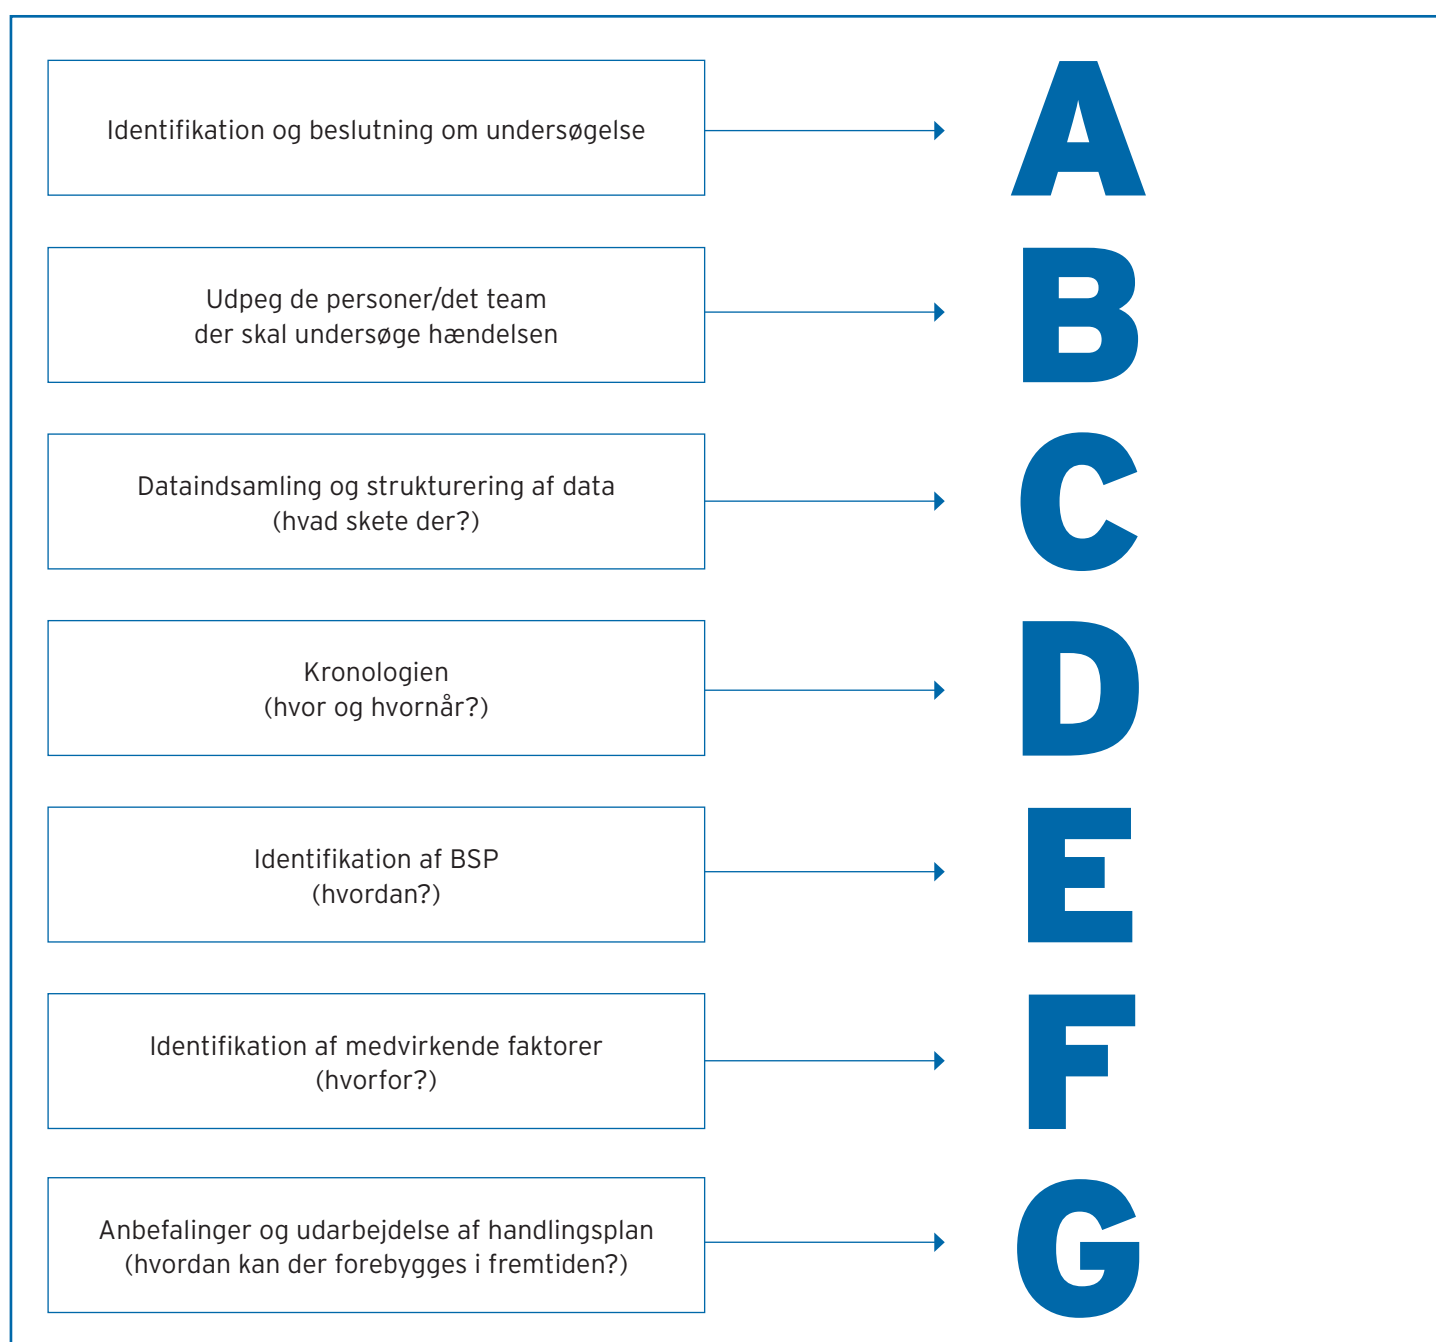 Identifikation og beslutning om undersøgelse
A
Udpeg de personer/det team
der skal undersøge hændelsen
B
Dataindsamling og strukturering af data
(hvad skete der?)
C
Kronologien
(hvor og hvornår?)
D
Identifikation af BSP
(hvordan?)
E
Identifikation af medvirkende faktorer
(hvorfor?)
F
Anbefalinger og udarbejdelse af handlingsplan
(hvordan kan der forebygges i fremtiden?)
G